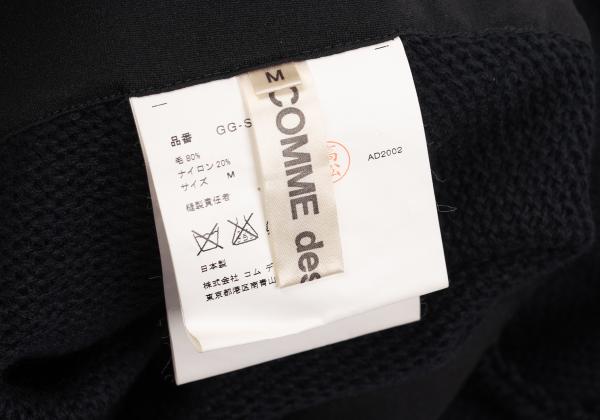 M
COMME des
品番 GG-S
毛 80%
ナイロン 20%
サイズ M
縫製責任者
AD2002
日本製
株式会社 コム デ
東京都港区南青山